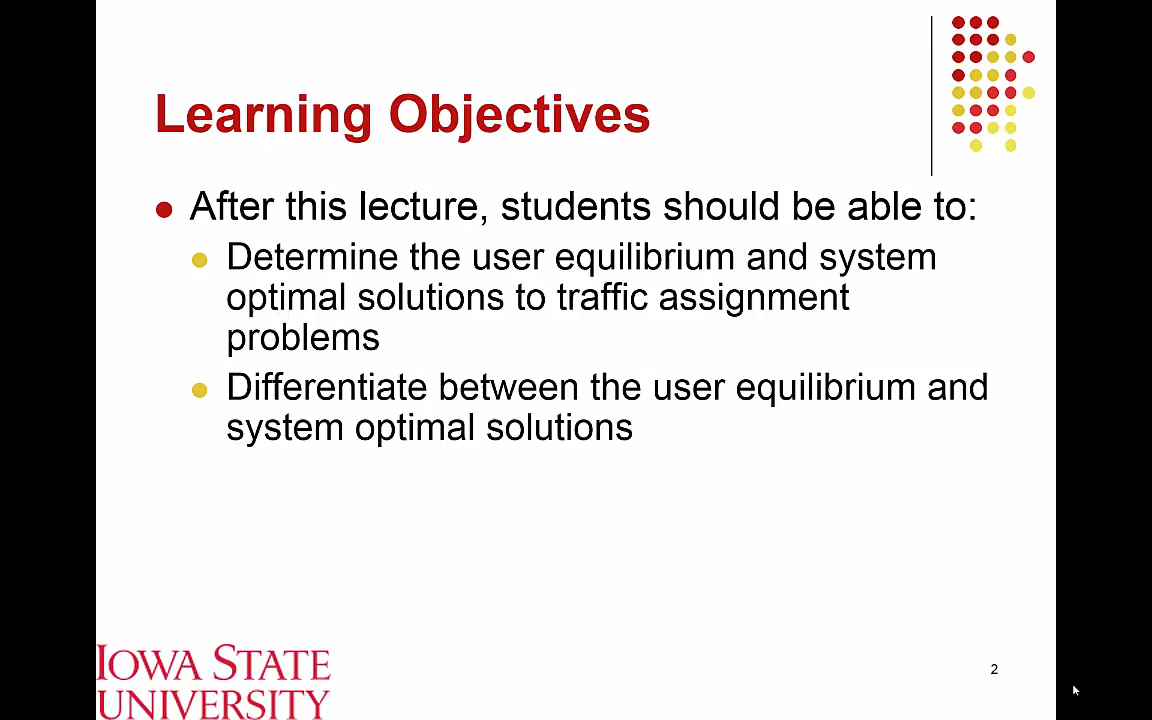 Learning Objectives
After this lecture, students should be able to:
Determine the user equilibrium and system
optimal solutions to traffic assignment
problems
Differentiate between the user equilibrium and
system optimal solutions
IOWA STATE
UNIVERSITY
2